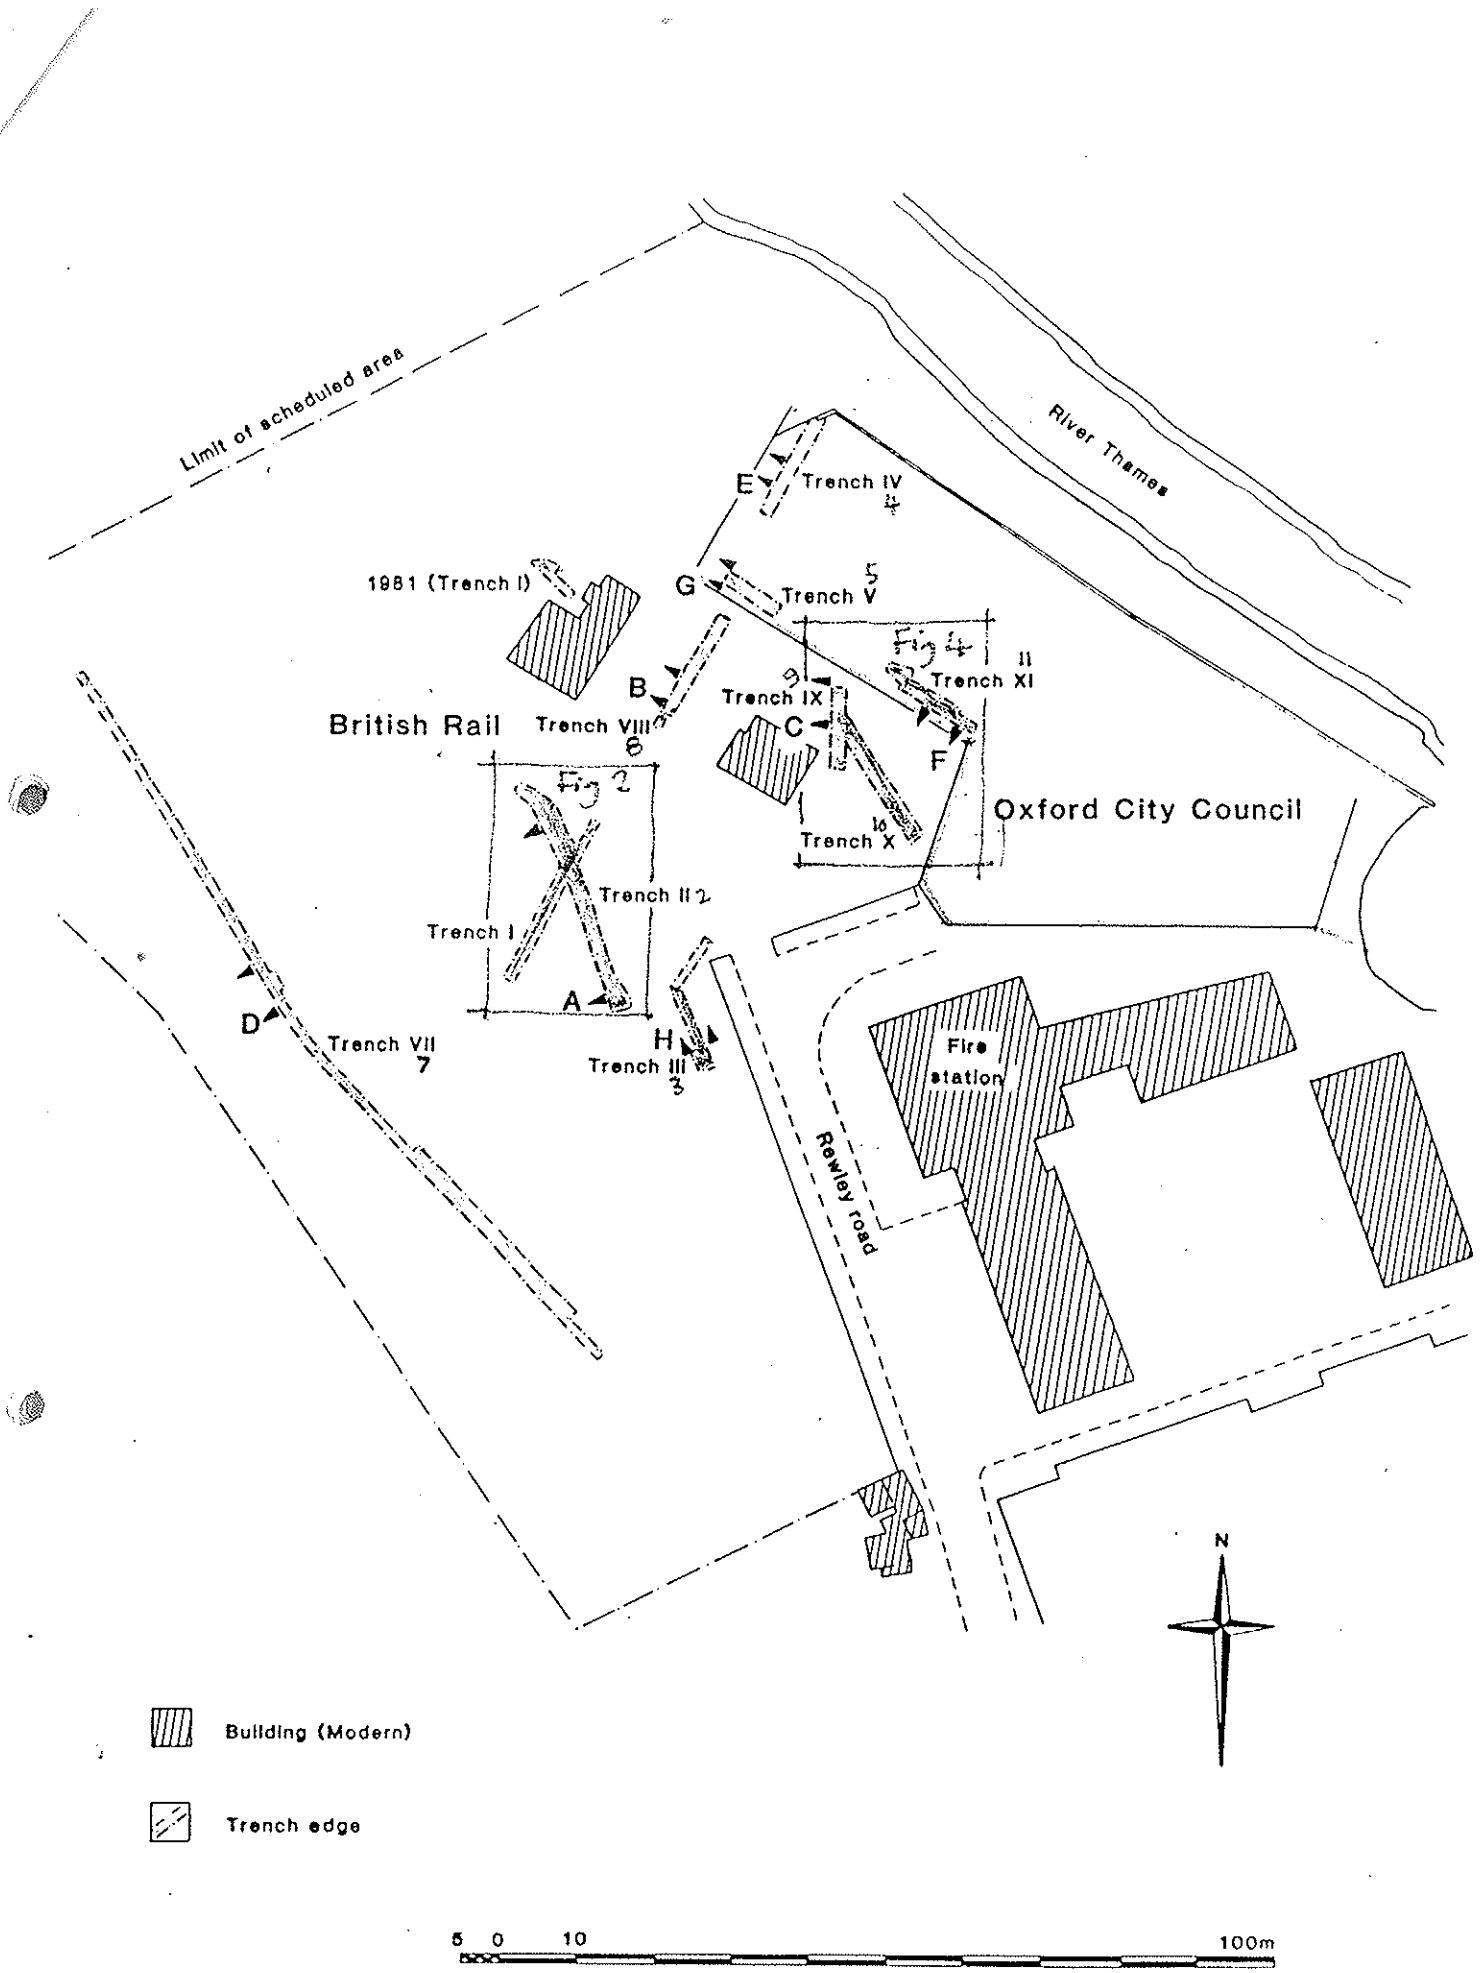 Limit of scheduled area
River Thames
E
Trench IV
4
1981 (Trench I)
G
5
Trench V
Fig 4
11
Trench XI
B
9
Trench IX
British Rail
Trench VIII
8
C
F
Fig 2
Oxford City Council
10
Trench X
Trench II 2
Trench I
A
D
Trench VII
7
H
Trench III
3
Fire
station
Rewley road
N
Building (Modern)
Trench edge
5 0 10 100m